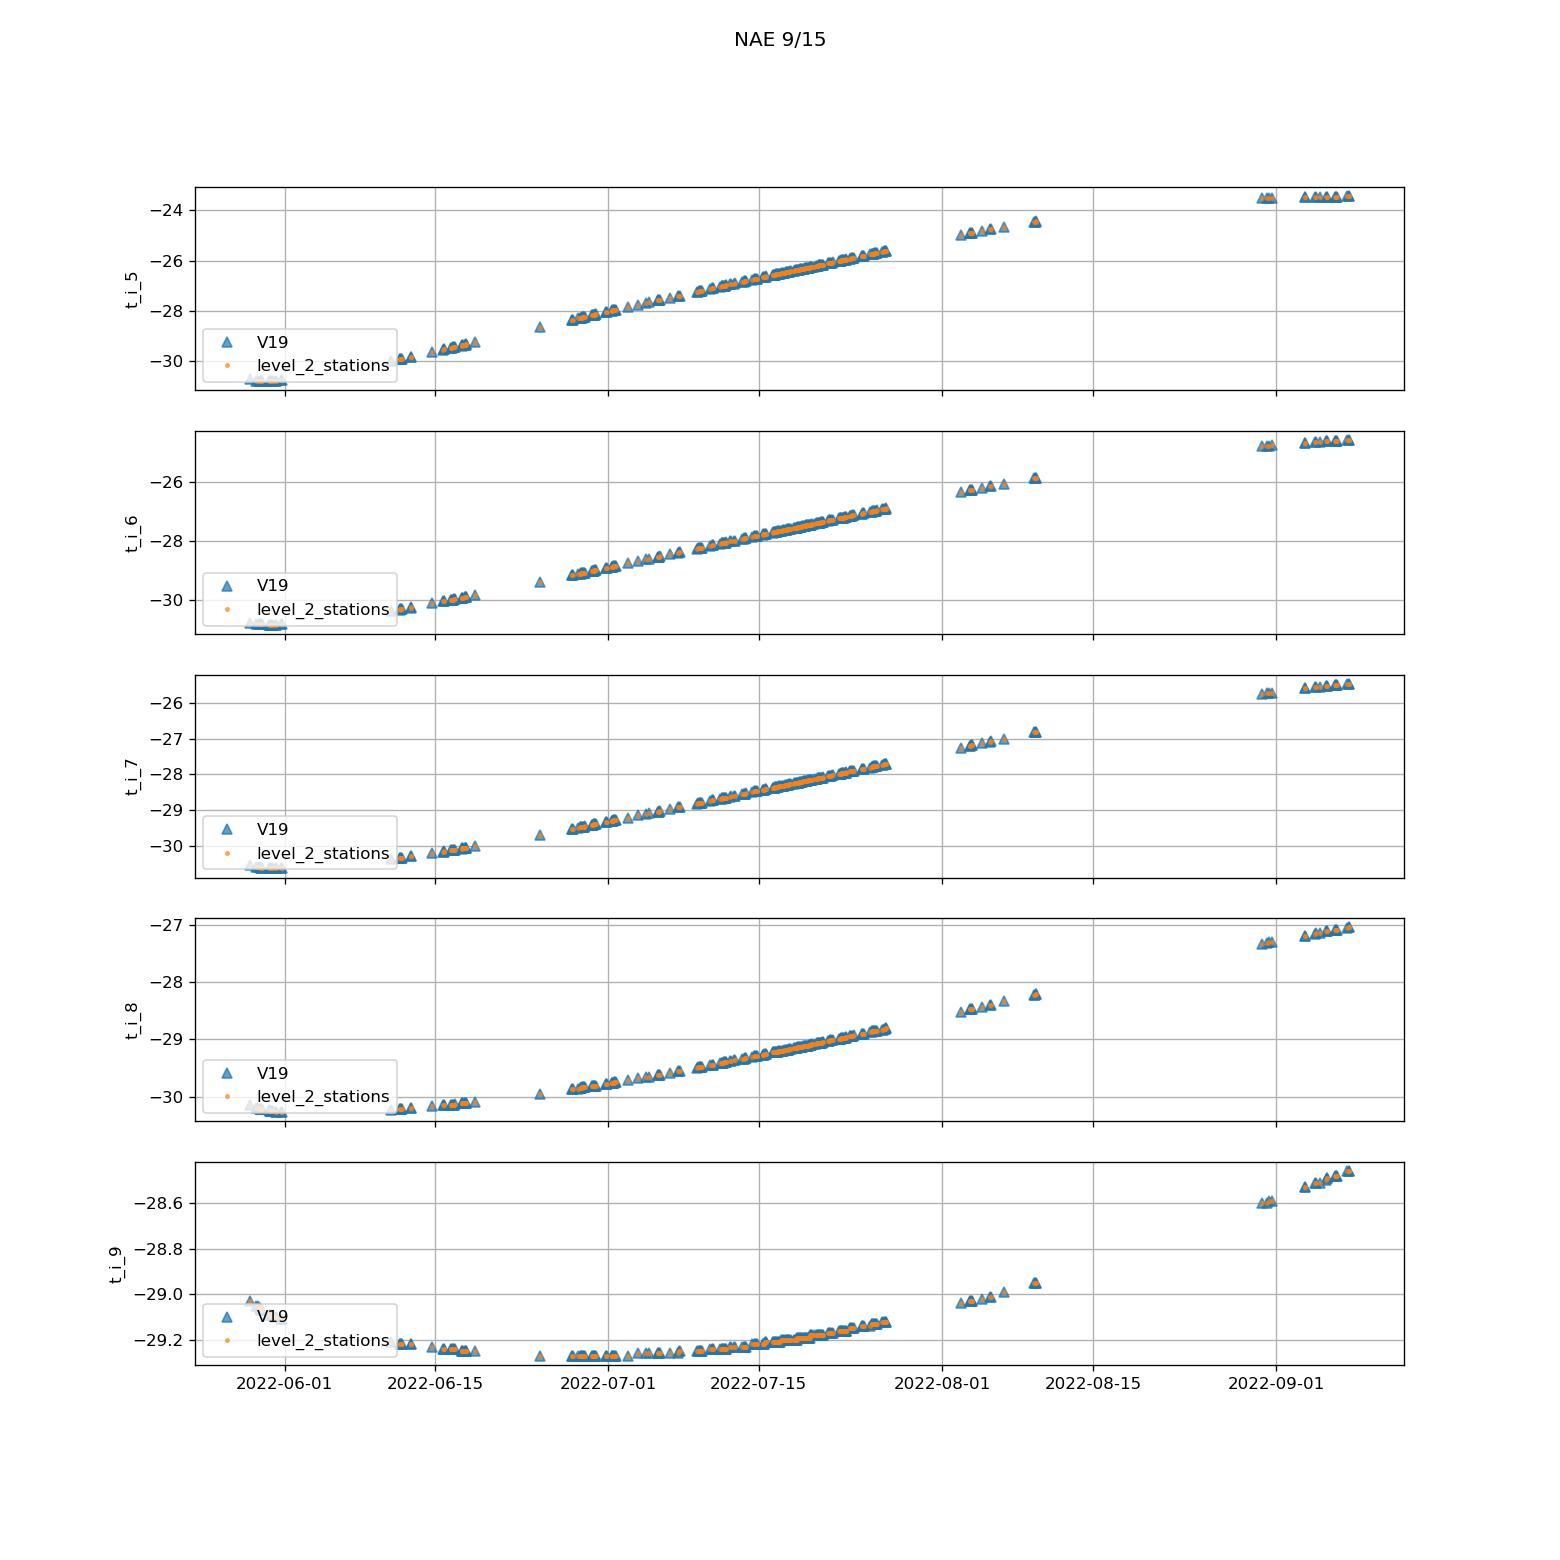 NAE 9/15
−24
−26
−28
−30
t_i_5
V19
level_2_stations
−26
−28
−30
t_i_6
V19
level_2_stations
−26
−27
−28
−29
−30
t_i_7
V19
level_2_stations
−27
−28
−29
−30
t_i_8
V19
level_2_stations
−28.6
−28.8
−29.0
−29.2
t_i_9
V19
level_2_stations
2022-06-01 2022-06-15 2022-07-01 2022-07-15 2022-08-01 2022-08-15 2022-09-01